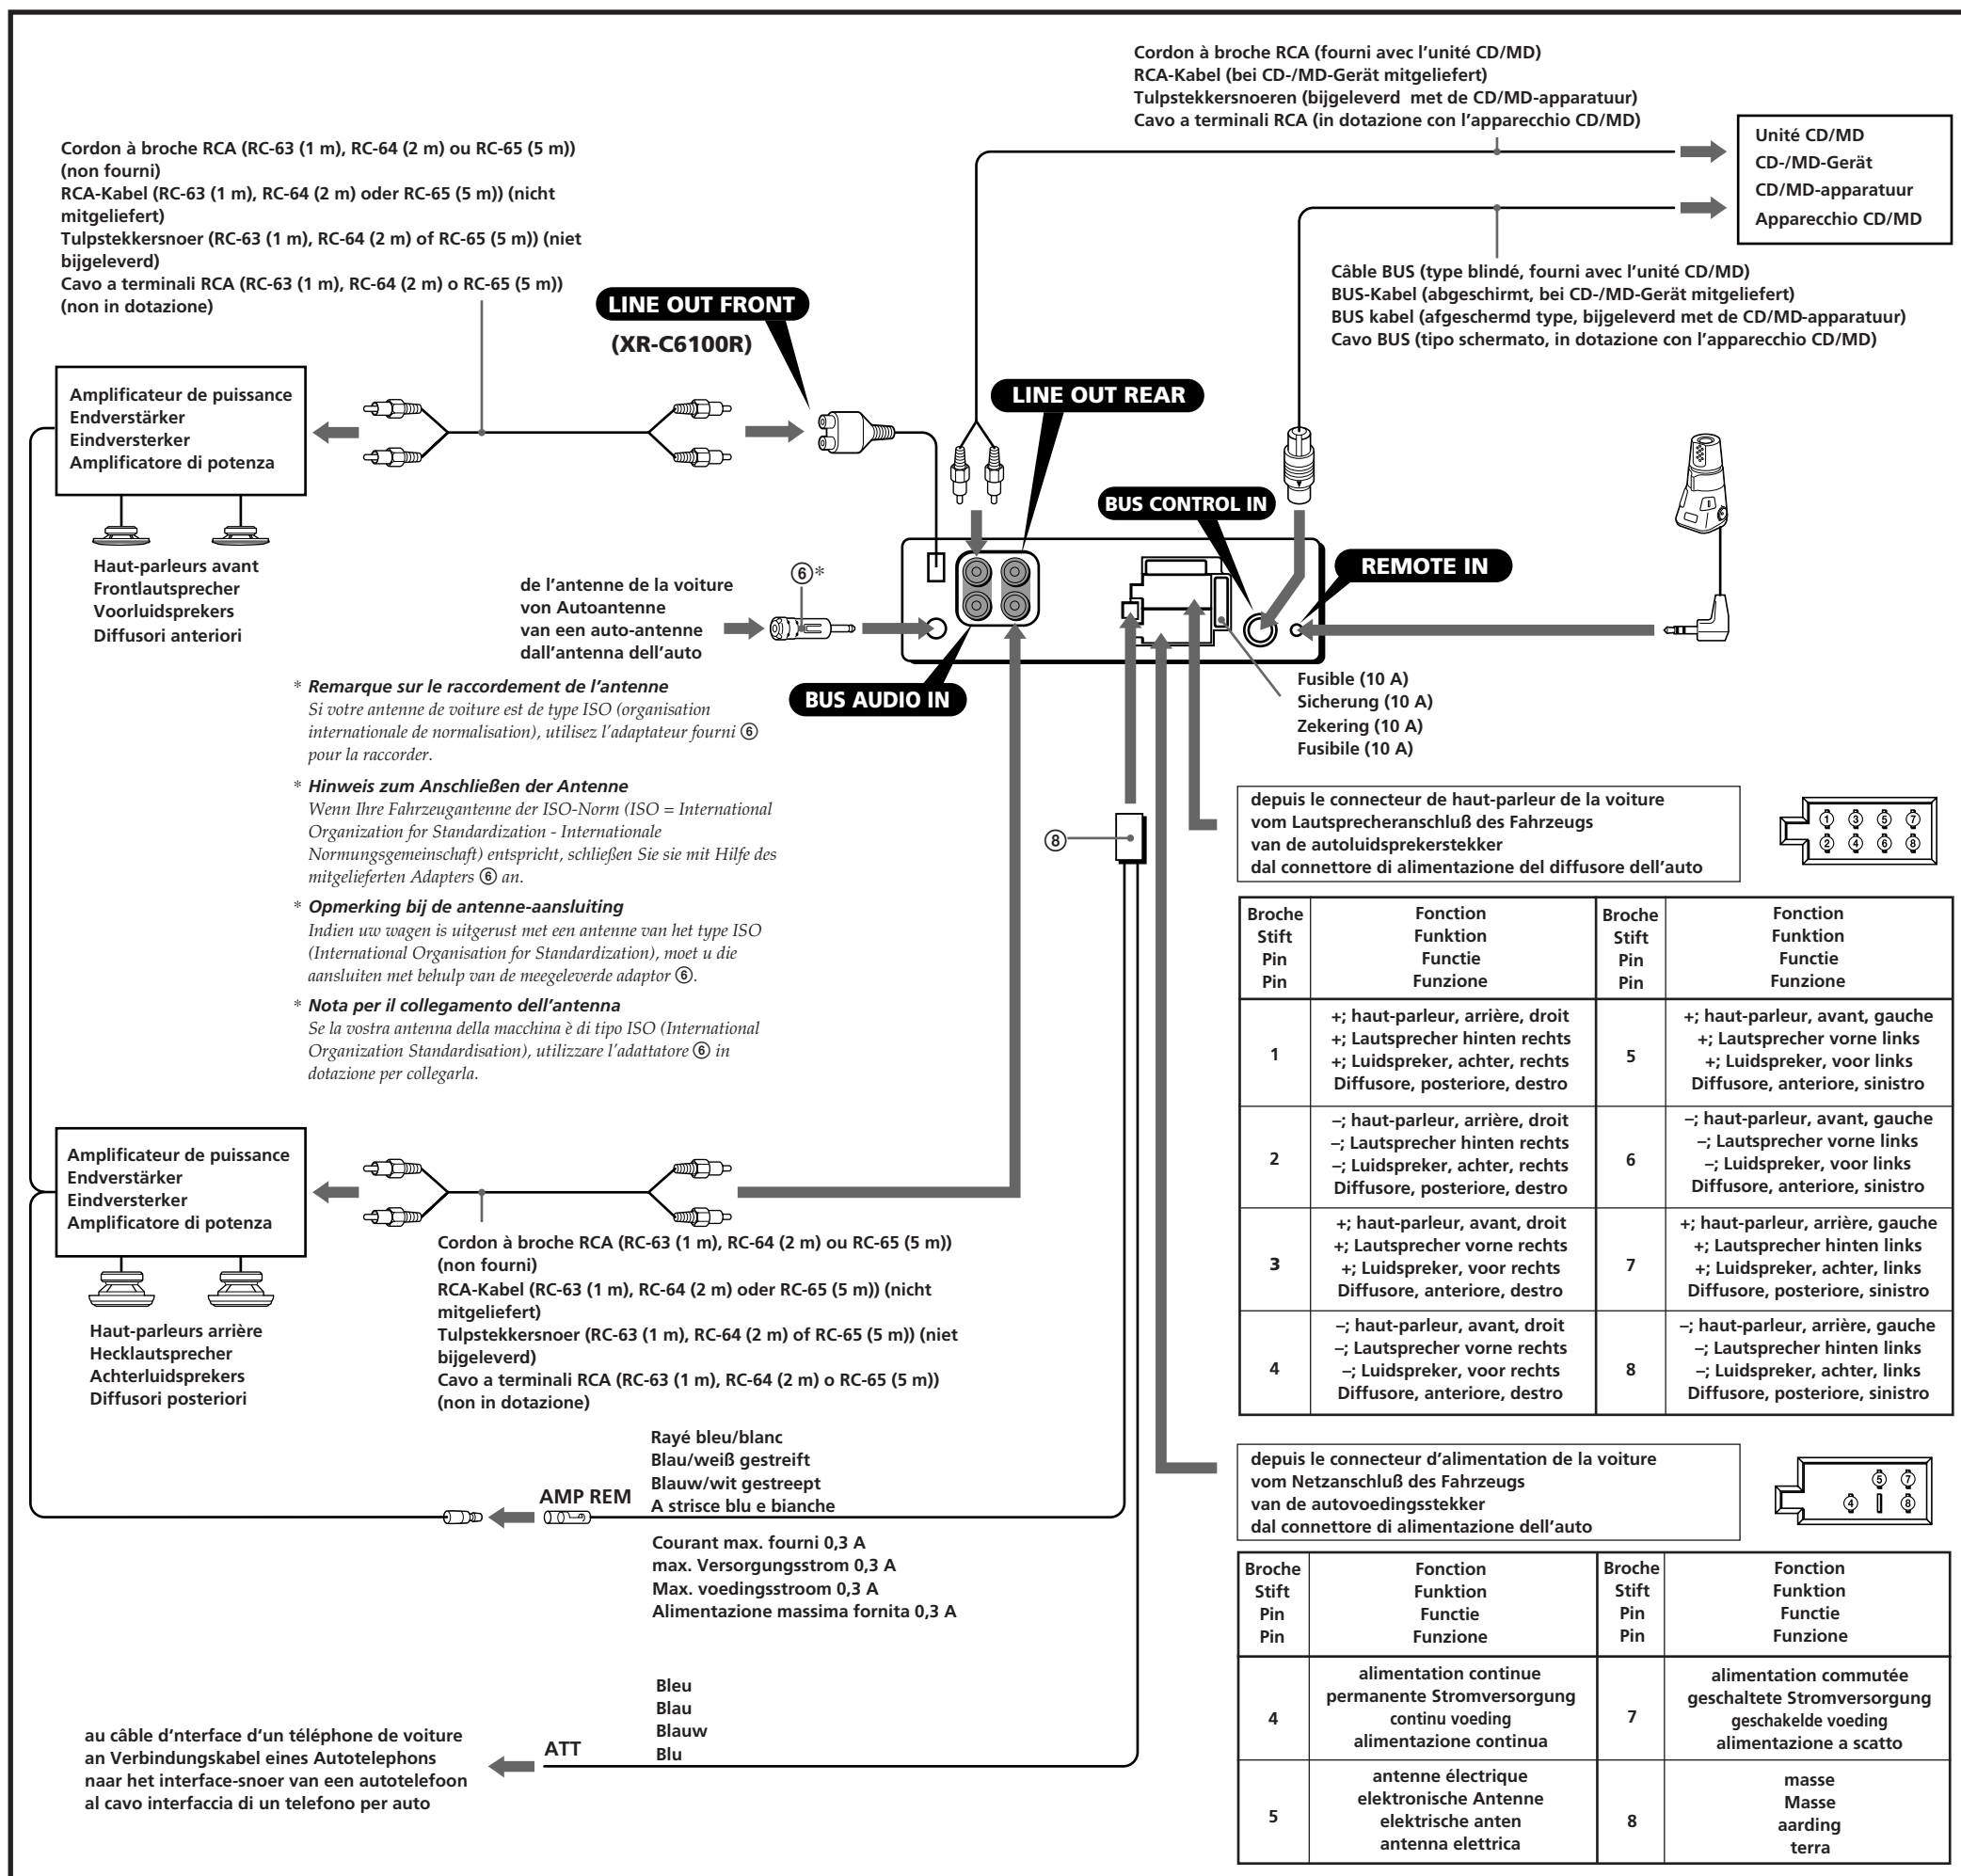 Cordon à broche RCA (fourni avec l’unité CD/MD)
RCA-Kabel (bei CD-/MD-Gerät mitgeliefert)
Tulpstekkersnoeren (bijgeleverd met de CD/MD-apparatuur)
Cavo a terminali RCA (in dotazione con l’apparecchio CD/MD)
Unité CD/MD
CD-/MD-Gerät
CD/MD-apparatuur
Apparecchio CD/MD
Cordon à broche RCA (RC-63 (1 m), RC-64 (2 m) ou RC-65 (5 m))
(non fourni)
RCA-Kabel (RC-63 (1 m), RC-64 (2 m) oder RC-65 (5 m)) (nicht
mitgeliefert)
Tulpstekkersnoer (RC-63 (1 m), RC-64 (2 m) of RC-65 (5 m)) (niet
bijgeleverd)
Cavo a terminali RCA (RC-63 (1 m), RC-64 (2 m) o RC-65 (5 m))
(non in dotazione)
Câble BUS (type blindé, fourni avec l’unité CD/MD)
BUS-Kabel (abgeschirmt, bei CD-/MD-Gerät mitgeliefert)
BUS kabel (afgeschermd type, bijgeleverd met de CD/MD-apparatuur)
Cavo BUS (tipo schermato, in dotazione con l’apparecchio CD/MD)
LINE OUT FRONT
(XR-C6100R)
LINE OUT REAR
Amplificateur de puissance
Endverstärker
Eindversterker
Amplificatore di potenza
BUS CONTROL IN
REMOTE IN
Haut-parleurs avant
Frontlautsprecher
Voorluidsprekers
Diffusori anteriori
de l’antenne de la voiture
von Autoantenne
van een auto-antenne
dall’antenna dell’auto
⑥*
BUS AUDIO IN
Fusible (10 A)
Sicherung (10 A)
Zekering (10 A)
Fusibile (10 A)
* Remarque sur le raccordement de l’antenne
Si votre antenne de voiture est de type ISO (organisation
internationale de normalisation), utilisez l’adaptateur fourni ⑥
pour la raccorder.
* Hinweis zum Anschließen der Antenne
Wenn Ihre Fahrzeugantenne der ISO-Norm (ISO = International
Organization for Standardization - Internationale
Normungsgemeinschaft) entspricht, schließen Sie sie mit Hilfe des
mitgelieferten Adapters ⑥ an.
* Opmerking bij de antenne-aansluiting
Indien uw wagen is uitgerust met een antenne van het type ISO
(International Organisation for Standardization), moet u die
aansluiten met behulp van de meegeleverde adaptor ⑥.
* Nota per il collegamento dell’antenna
Se la vostra antenna della macchina è di tipo ISO (International
Organization Standardisation), utilizzare l’adattatore ⑥ in
dotazione per collegarla.
⑧
depuis le connecteur de haut-parleur de la voiture
vom Lautsprecheranschluß des Fahrzeugs
van de autoluidsprekerstekker
dal connettore di alimentazione del diffusore dell’auto
① ③ ⑤ ⑦
② ④ ⑥ ⑧
Broche Fonction Broche Fonction
Stift Funktion Stift Funktion
Pin Functie Pin Functie
Pin Funzione Pin Funzione
1
+; haut-parleur, arrière, droit
+; Lautsprecher hinten rechts
+; Luidspreker, achter, rechts
Diffusore, posteriore, destro
5
+; haut-parleur, avant, gauche
+; Lautsprecher vorne links
+; Luidspreker, voor links
Diffusore, anteriore, sinistro
2
–; haut-parleur, arrière, droit
–; Lautsprecher hinten rechts
–; Luidspreker, achter, rechts
Diffusore, posteriore, destro
6
–; haut-parleur, avant, gauche
–; Lautsprecher vorne links
–; Luidspreker, voor links
Diffusore, anteriore, sinistro
3
+; haut-parleur, avant, droit
+; Lautsprecher vorne rechts
+; Luidspreker, voor rechts
Diffusore, anteriore, destro
7
+; haut-parleur, arrière, gauche
+; Lautsprecher hinten links
+; Luidspreker, achter, links
Diffusore, posteriore, sinistro
4
–; haut-parleur, avant, droit
–; Lautsprecher vorne rechts
–; Luidspreker, voor rechts
Diffusore, anteriore, destro
8
–; haut-parleur, arrière, gauche
–; Lautsprecher hinten links
–; Luidspreker, achter, links
Diffusore, posteriore, sinistro
Amplificateur de puissance
Endverstärker
Eindversterker
Amplificatore di potenza
Haut-parleurs arrière
Hecklautsprecher
Achterluidsprekers
Diffusori posteriori
Cordon à broche RCA (RC-63 (1 m), RC-64 (2 m) ou RC-65 (5 m))
(non fourni)
RCA-Kabel (RC-63 (1 m), RC-64 (2 m) oder RC-65 (5 m)) (nicht
mitgeliefert)
Tulpstekkersnoer (RC-63 (1 m), RC-64 (2 m) of RC-65 (5 m)) (niet
bijgeleverd)
Cavo a terminali RCA (RC-63 (1 m), RC-64 (2 m) o RC-65 (5 m))
(non in dotazione)
Rayé bleu/blanc
Blau/weiß gestreift
Blauw/wit gestreept
A strisce blu e bianche
AMP REM
Courant max. fourni 0,3 A
max. Versorgungsstrom 0,3 A
Max. voedingsstroom 0,3 A
Alimentazione massima fornita 0,3 A
depuis le connecteur d’alimentation de la voiture
vom Netzanschluß des Fahrzeugs
van de autovoedingsstekker
dal connettore di alimentazione dell’auto
⑤ ⑦
④ ⑧
Broche Fonction Broche Fonction
Stift Funktion Stift Funktion
Pin Functie Pin Functie
Pin Funzione Pin Funzione
4
alimentation continue
permanente Stromversorgung
continu voeding
alimentazione continua
7
alimentation commutée
geschaltete Stromversorgung
geschakelde voeding
alimentazione a scatto
5
antenne électrique
elektronische Antenne
elektrische anten
antenna elettrica
8
masse
Masse
aarding
terra
Bleu
Blau
Blauw
Blu
ATT
au câble d’nterface d’un téléphone de voiture
an Verbindungskabel eines Autotelephons
naar het interface-snoer van een autotelefoon
al cavo interfaccia di un telefono per auto